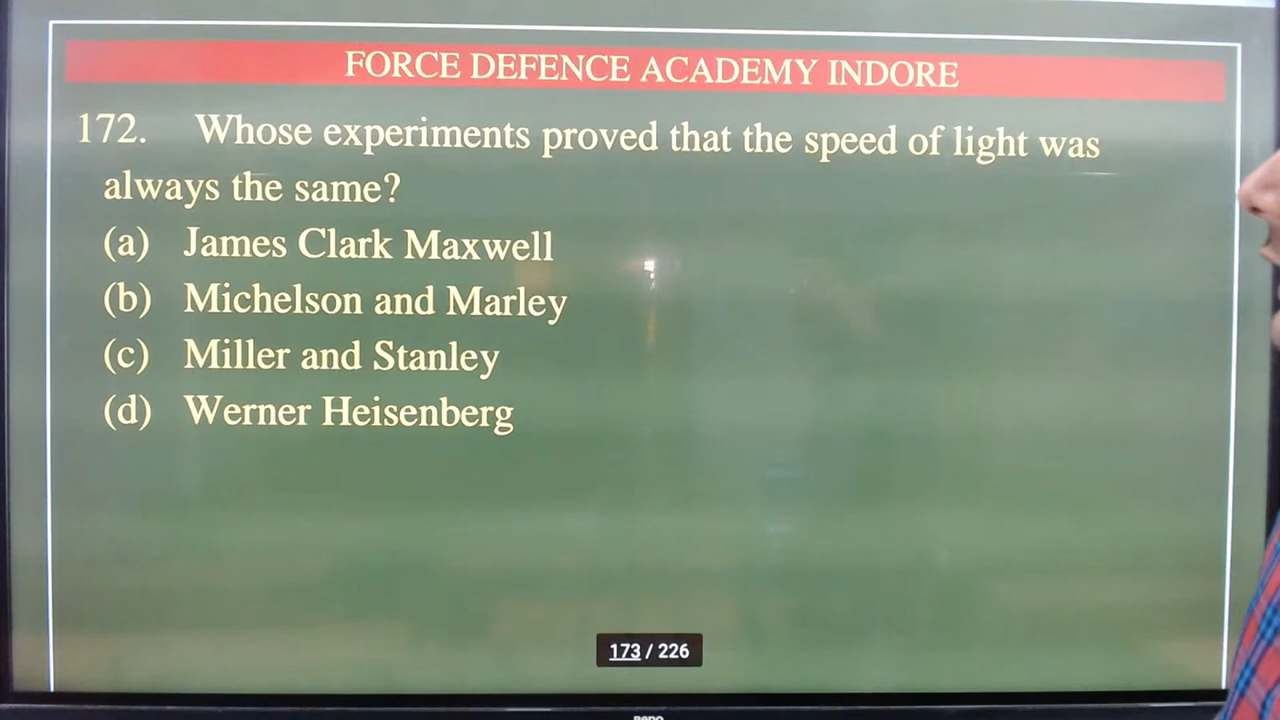 FORCE DEFENCE ACADEMY INDORE
172. Whose experiments proved that the speed of light was
always the same?
(a) James Clark Maxwell
(b) Michelson and Marley
(c) Miller and Stanley
(d) Werner Heisenberg
173 / 226